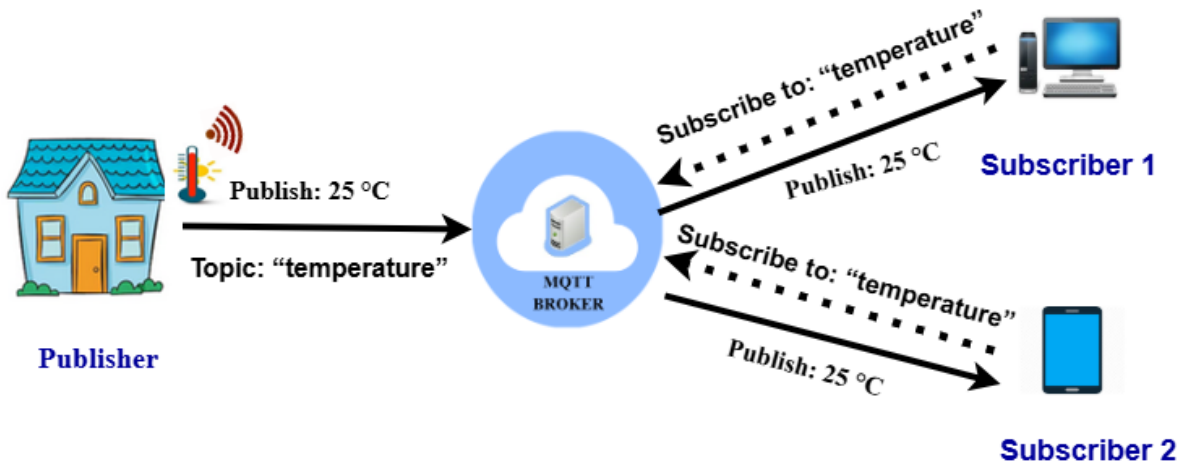 Publish: 25 °C
Topic: “temperature”
Publisher
MQTT
BROKER
Subscribe to: “temperature”
Publish: 25 °C
Subscriber 1
Subscribe to: “temperature”
Publish: 25 °C
Subscriber 2